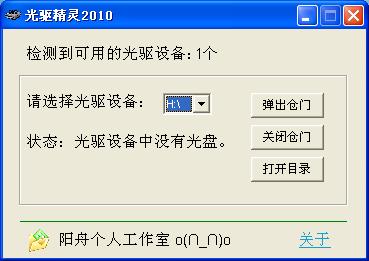 光驱精灵2010
检测到可用的光驱设备：1个
请选择光驱设备： H:\
弹出仓门
状态：光驱设备中没有光盘。
关闭仓门
打开目录
阳舟个人工作室 o(∩_∩)o 关于